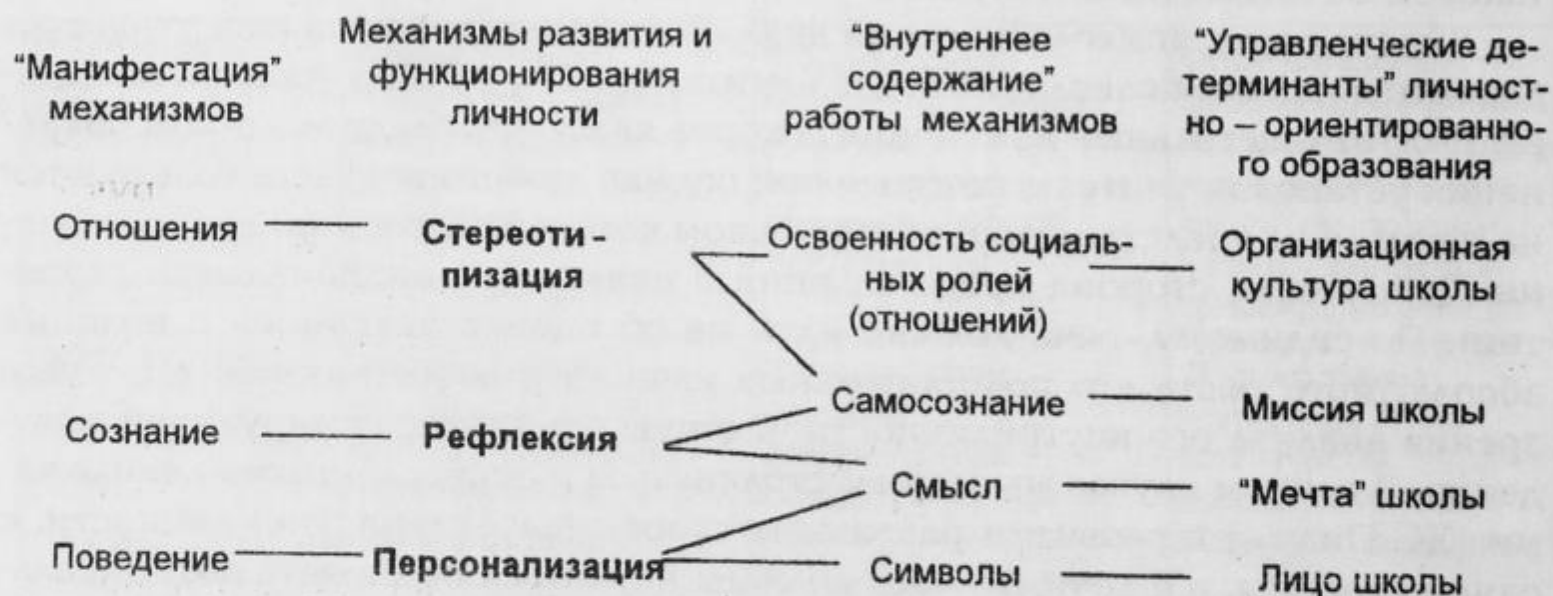 “Манифестация”
механизмов
Механизмы развития и
функционирования
личности
“Внутреннее
содержание”
работы механизмов
“Управленческие де-
терминанты” личност-
но – ориентированно-
го образования
Отношения
Стереоти -
пизация
Освоенность социаль-
ных ролей
(отношений)
Организационная
культура школы
Сознание
Рефлексия
Самосознание
Миссия школы
Смысл
“Мечта” школы
Поведение
Персонализация
Символы
Лицо школы